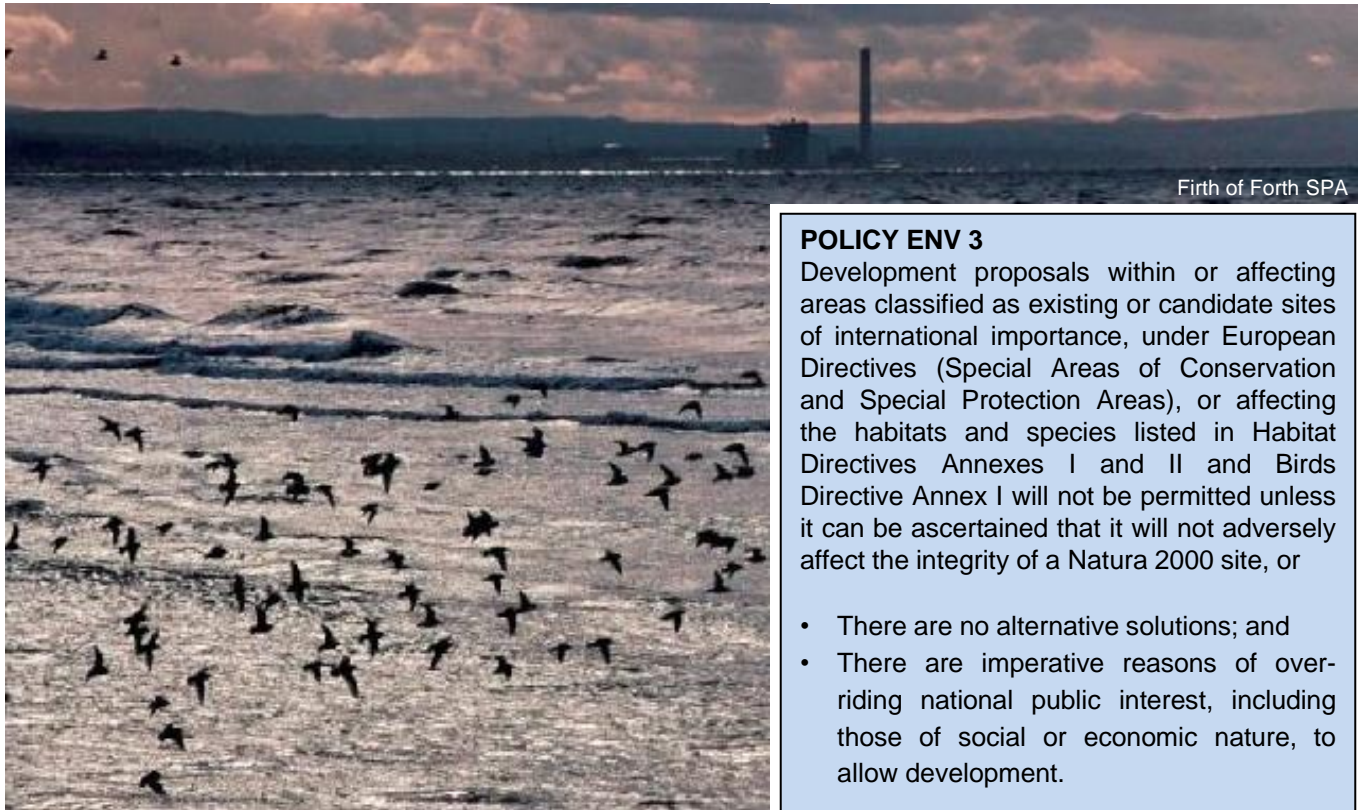 Firth of Forth SPA
POLICY ENV 3
Development proposals within or affecting
areas classified as existing or candidate sites
of international importance, under European
Directives (Special Areas of Conservation
and Special Protection Areas), or affecting
the habitats and species listed in Habitat
Directives Annexes I and II and Birds
Directive Annex I will not be permitted unless
it can be ascertained that it will not adversely
affect the integrity of a Natura 2000 site, or
• There are no alternative solutions; and
• There are imperative reasons of over-
riding national public interest, including
those of social or economic nature, to
allow development.